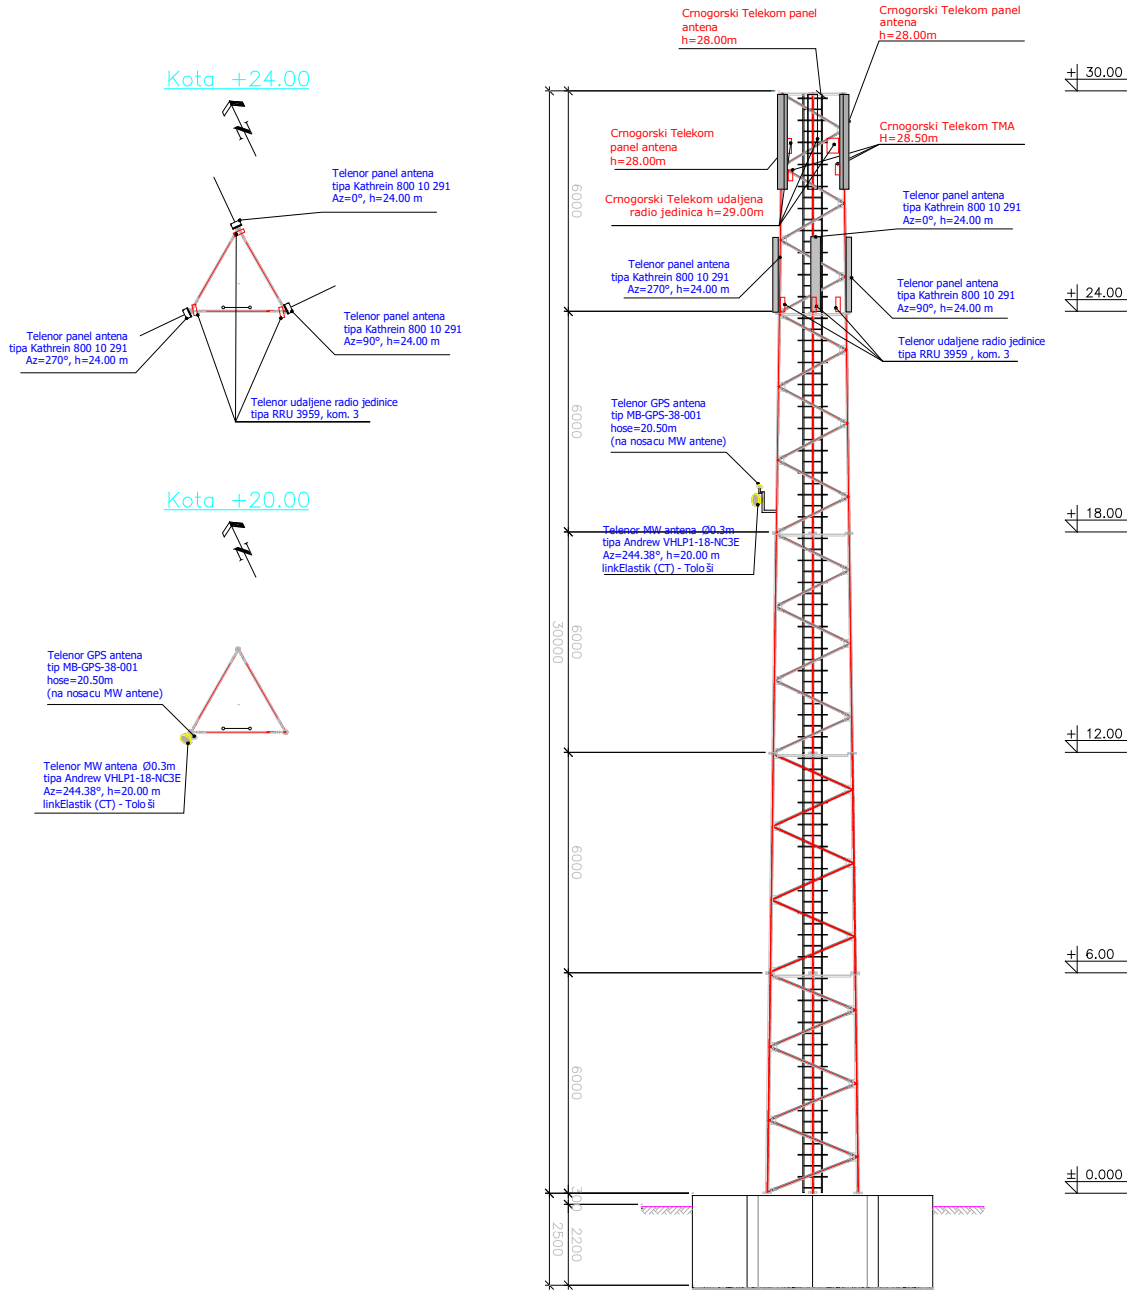 Kota +24.00
N
Telenor panel antena
tipa Kathrein 800 10 291
Az=0°, h=24.00 m
Telenor panel antena
tipa Kathrein 800 10 291
Az=270°, h=24.00 m
Telenor panel antena
tipa Kathrein 800 10 291
Az=90°, h=24.00 m
Telenor udaljene radio jedinice
tipa RRU 3959, kom. 3
Kota +20.00
N
Telenor GPS antena
tip MB-GPS-38-001
hose=20.50m
(na nosacu MW antene)
Telenor MW antena Ø0.3m
tipa Andrew VHLP1-18-NC3E
Az=244.38°, h=20.00 m
linkElastik (CT) - Tološi
Crnogorski Telekom panel
antena
h=28.00m
Crnogorski Telekom panel
antena
h=28.00m
Crnogorski Telekom
panel antena
h=28.00m
Crnogorski Telekom TMA
H=28.50m
Crnogorski Telekom udaljena
radio jedinica h=29.00m
Telenor panel antena
tipa Kathrein 800 10 291
Az=0°, h=24.00 m
Telenor panel antena
tipa Kathrein 800 10 291
Az=270°, h=24.00 m
Telenor panel antena
tipa Kathrein 800 10 291
Az=90°, h=24.00 m
Telenor udaljene radio jedinice
tipa RRU 3959 , kom. 3
Telenor GPS antena
tip MB-GPS-38-001
hose=20.50m
(na nosacu MW antene)
Telenor MW antena Ø0.3m
tipa Andrew VHLP1-18-NC3E
Az=244.38°, h=20.00 m
linkElastik (CT) - Tološi
6000
6000
6000
30000
6000
6000
300
2200
2500
+ 30.00
+ 24.00
+ 18.00
+ 12.00
+ 6.00
± 0.000